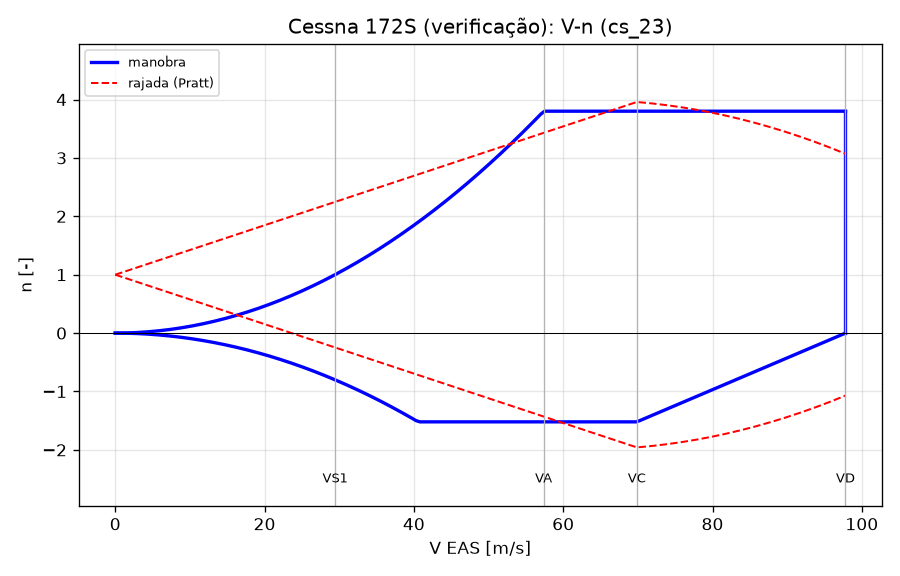 Cessna 172S (verificação): V-n (cs_23)
manobra
rajada (Pratt)
n [-]
4
3
2
1
0
−1
−2
VS1
VA
VC
VD
0
20
40
60
80
100
V EAS [m/s]